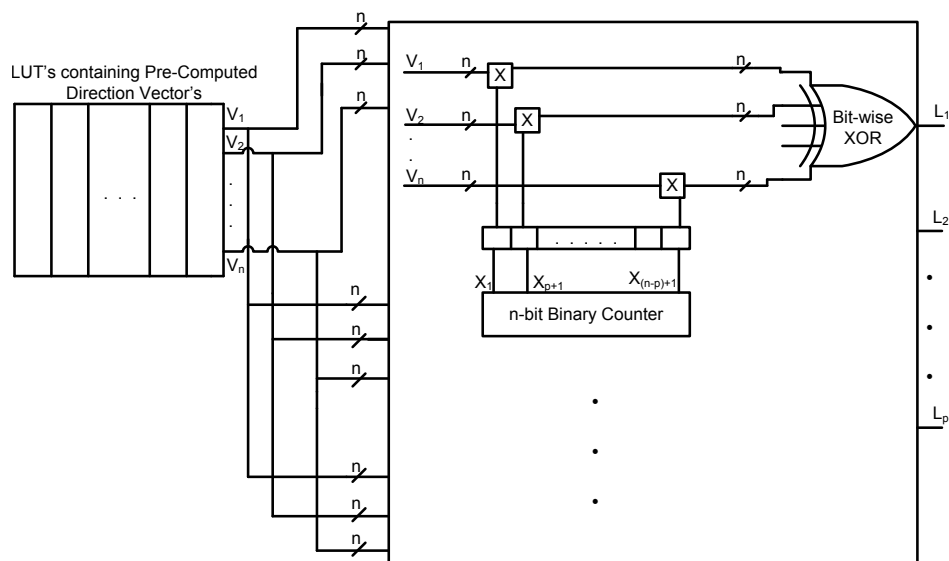 LUT's containing Pre-Computed
Direction Vector's
. . .
V₁
V₂
.
.
.
Vₙ
n
n
n
n
n
n
n
n
n
V₁ n X n
V₂ n X n
.
.
Vₙ n X n
Bit-wise
XOR
. . . . .
X₁ Xₚ₊₁ X₍ₙ₋ₚ₎₊₁
n-bit Binary Counter
L₁
L₂
Lₚ